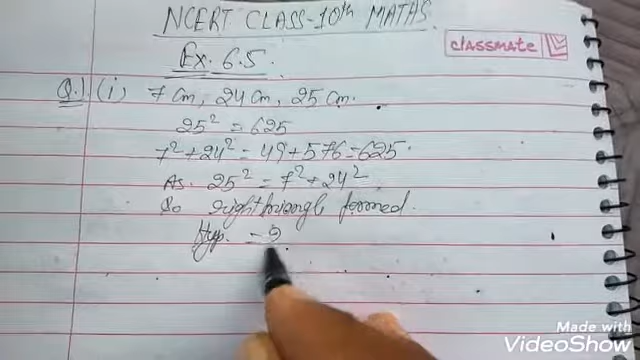 NCERT CLASS-10th MATHS
classmate
Ex. 6.5.
Q.1. (i) 7 cm, 24 cm, 25 cm.
25² = 625
7² + 24² = 49 + 576 = 625.
As. 25² = 7² + 24²
So right triangle formed.
Hyp. - 2
Made with
VideoShow